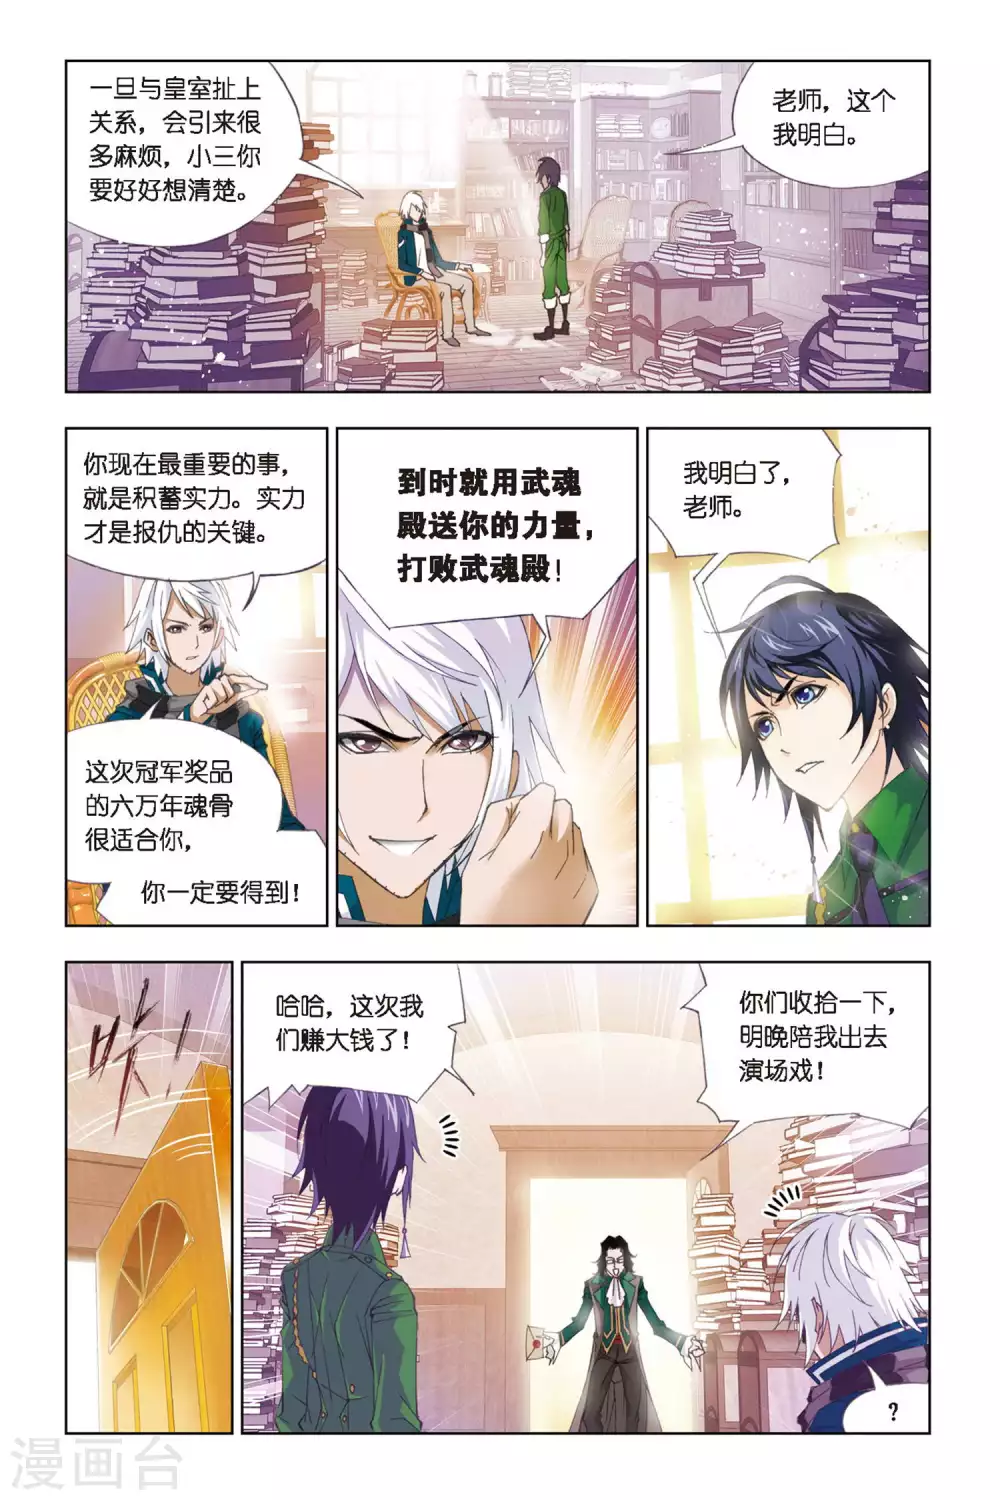 一旦与皇室扯上
关系，会引来很
多麻烦，小三你
要好好想清楚。
老师，这个
我明白。
你现在最重要的事，
就是积蓄实力。实力
才是报仇的关键。
这次冠军奖品
的六万年魂骨
很适合你，
你一定要得到！
到时就用武魂
殿送你的力量，
打败武魂殿！
我明白了，
老师。
哈哈，这次我
们赚大钱了！
你们收拾一下，
明晚陪我出去
演场戏！
?
漫画台